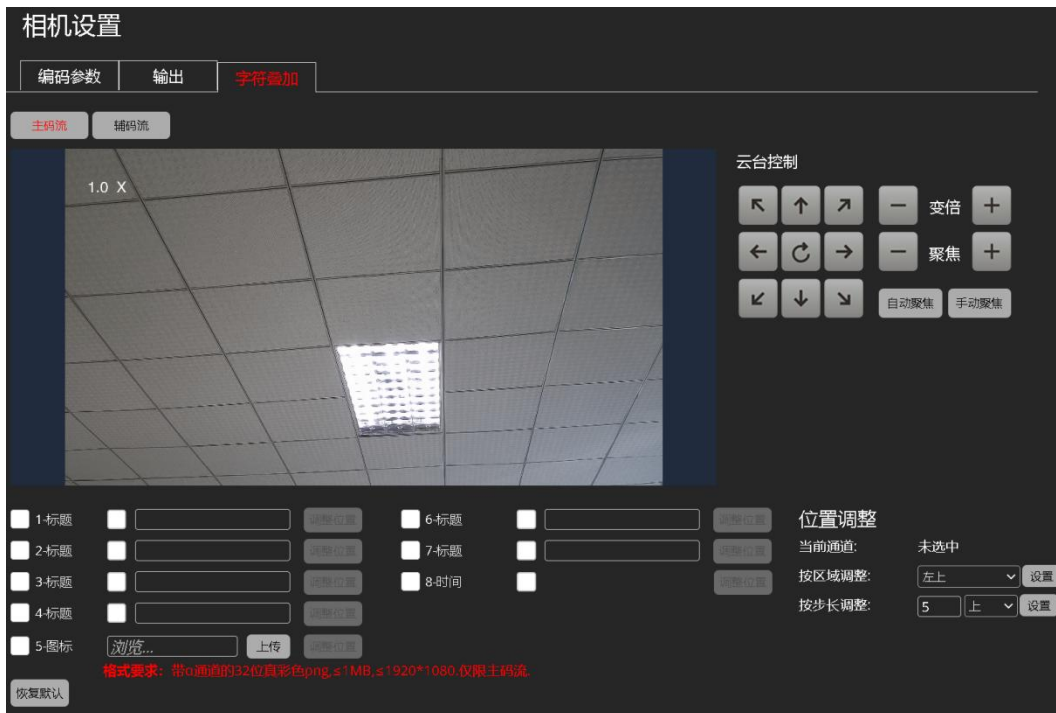 相机设置
编码参数 输出 字符叠加
主码流 辅码流
1.0 X
云台控制
变倍
聚焦
自动聚焦 手动聚焦
1-标题 调整位置 6-标题 调整位置
2-标题 调整位置 7-标题 调整位置
3-标题 调整位置 8-时间 调整位置
4-标题 调整位置
5-图标 浏览... 上传 调整位置
格式要求: 带α通道的32位真彩色png,≤1MB,≤1920*1080.仅限主码流.
恢复默认
位置调整
当前通道: 未选中
按区域调整: 左上 设置
按步长调整: 5 上 设置